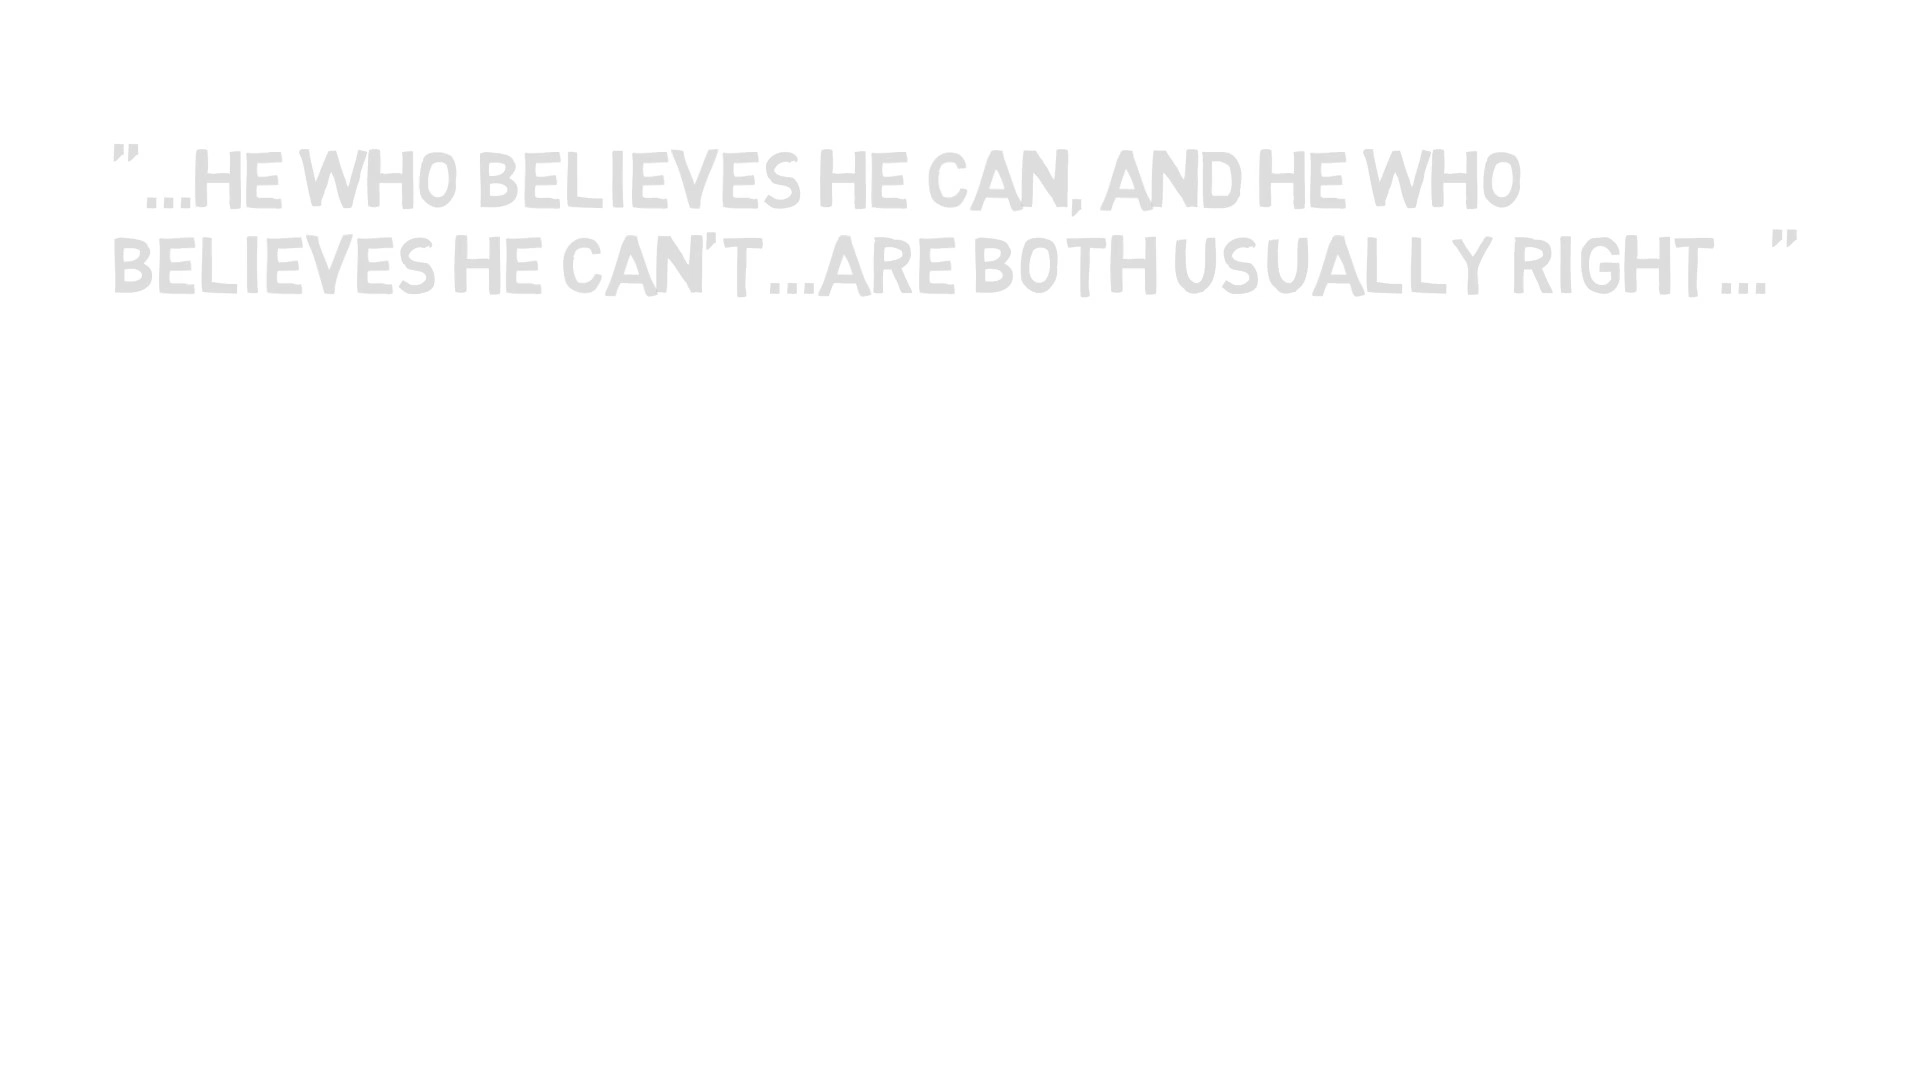 ”...HE WHO BELIEVES HE CAN, AND HE WHO
BELIEVES HE CAN’T...ARE BOTH USUALLY RIGHT...”